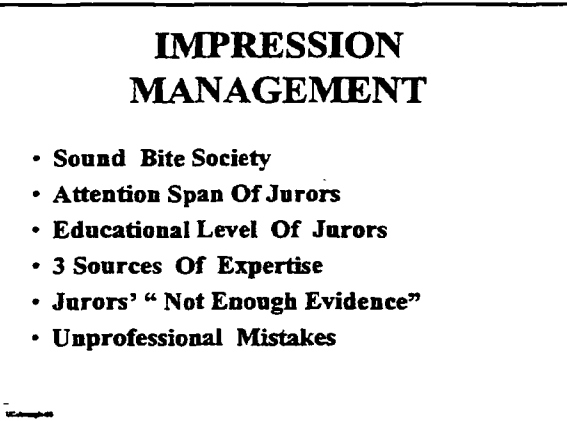 IMPRESSION
MANAGEMENT
• Sound Bite Society
• Attention Span Of Jurors
• Educational Level Of Jurors
• 3 Sources Of Expertise
• Jurors’ “ Not Enough Evidence”
• Unprofessional Mistakes